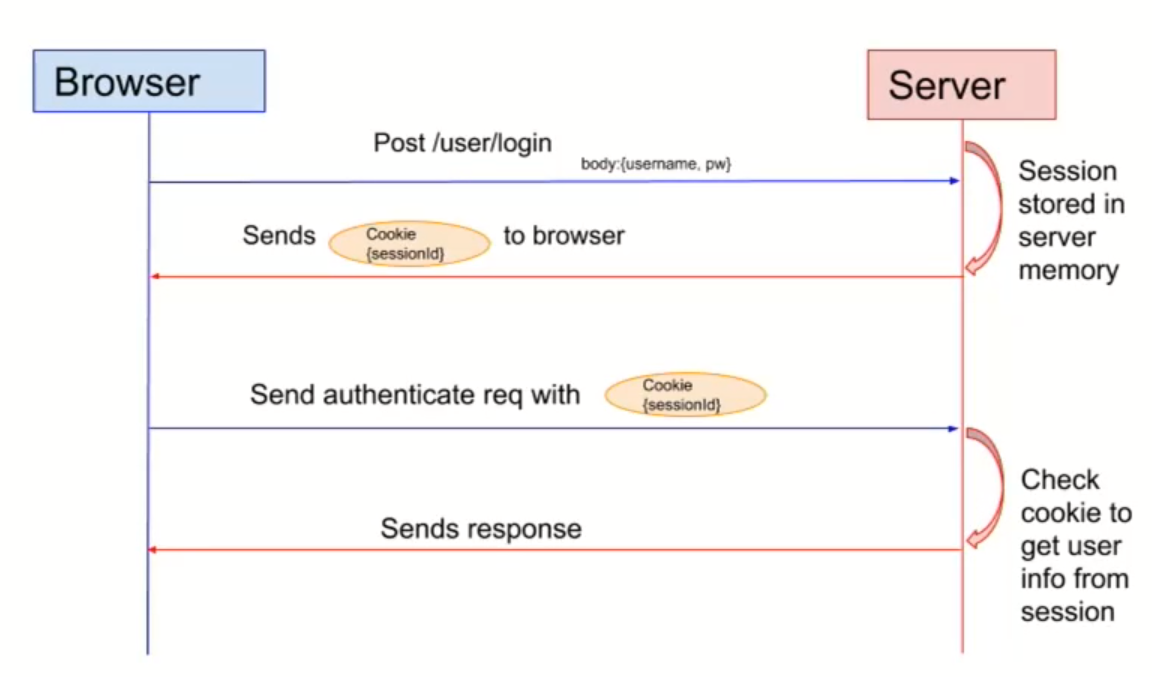 Browser
Server
Post /user/login
body:{username, pw}
Session
stored in
server
memory
Sends
Cookie
{sessionId}
to browser
Send authenticate req with
Cookie
{sessionId}
Check
cookie to
get user
info from
session
Sends response